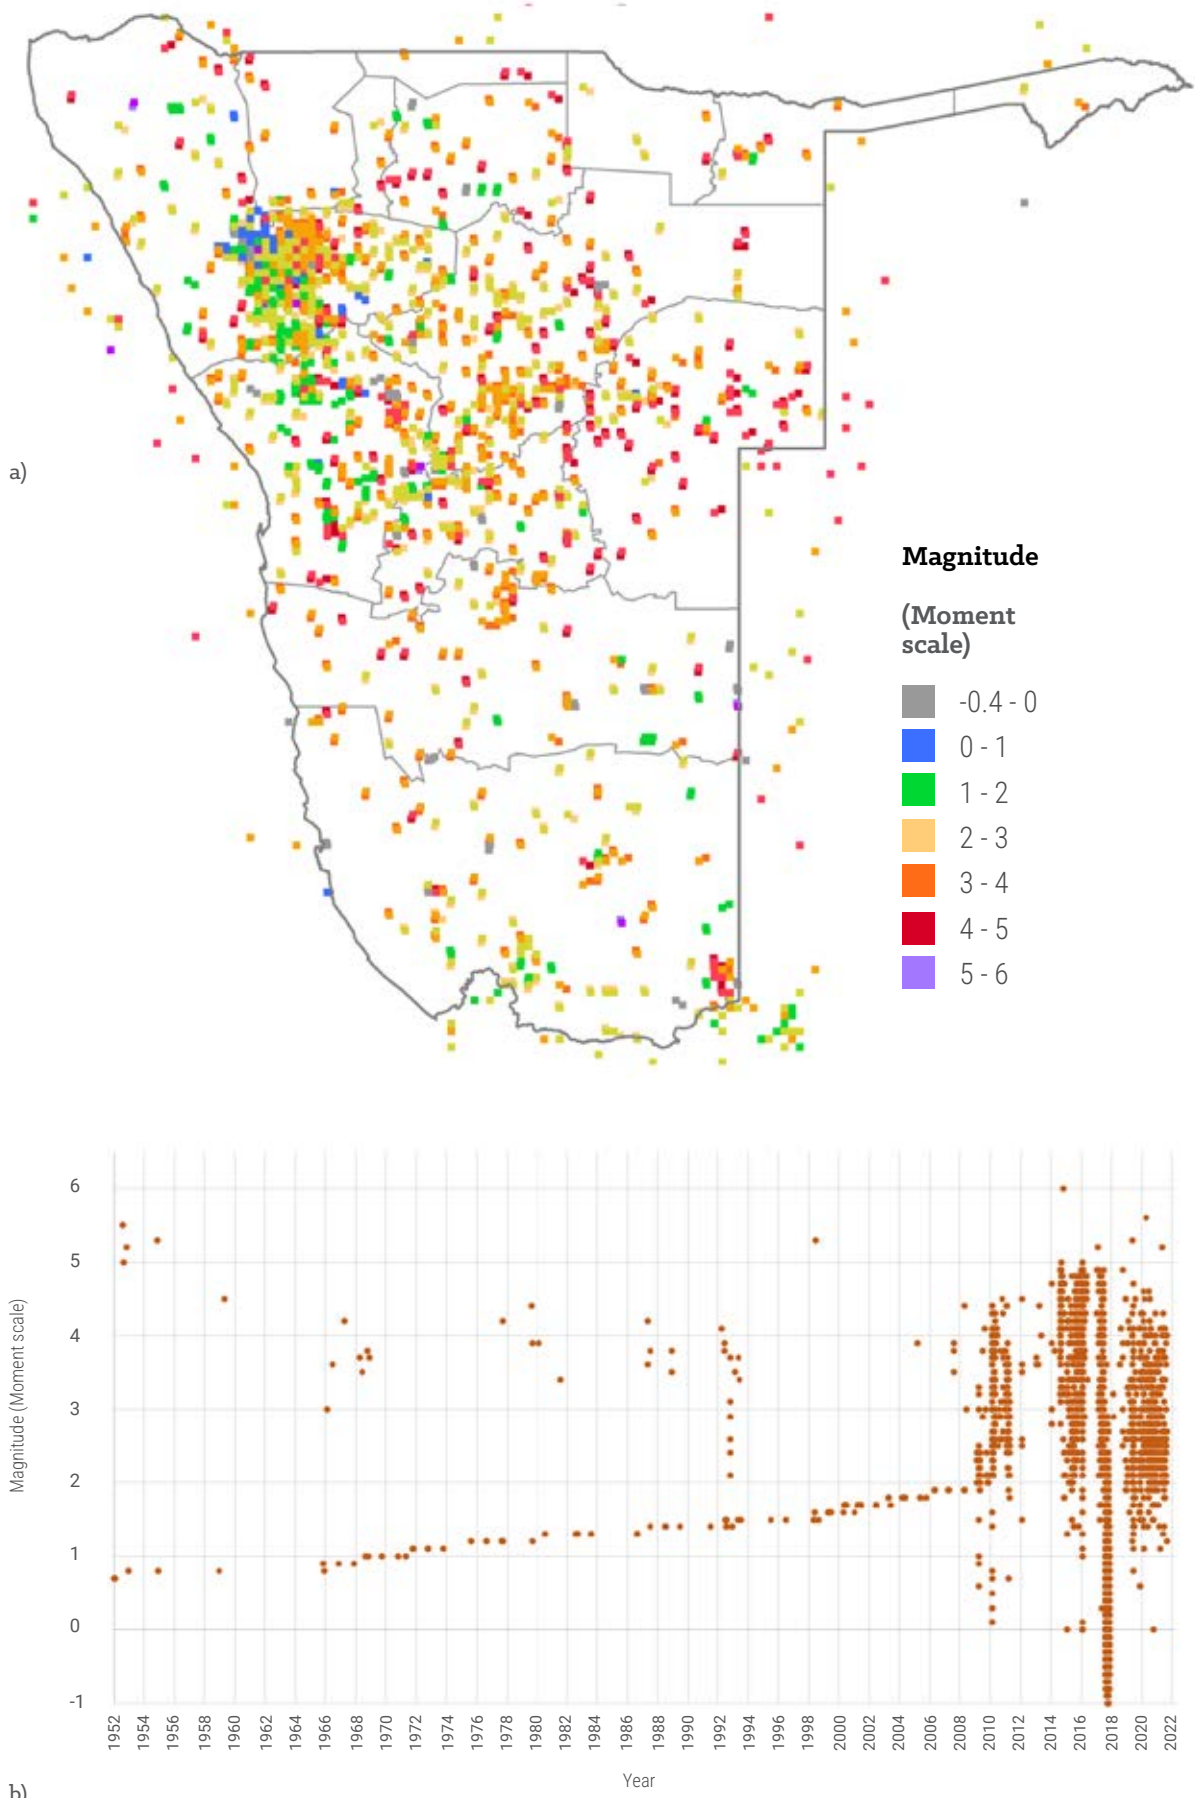 a)
Magnitude
(Moment
scale)
-0.4 - 0
0 - 1
1 - 2
2 - 3
3 - 4
4 - 5
5 - 6
Magnitude (Moment scale)
6
5
4
3
2
1
0
-1
1952 1954 1956 1958 1960 1962 1964 1966 1968 1970 1972 1974 1976 1978 1980 1982 1984 1986 1988 1990 1992 1994 1996 1998 2000 2002 2004 2006 2008 2010 2012 2014 2016 2018 2020 2022
Year
b)